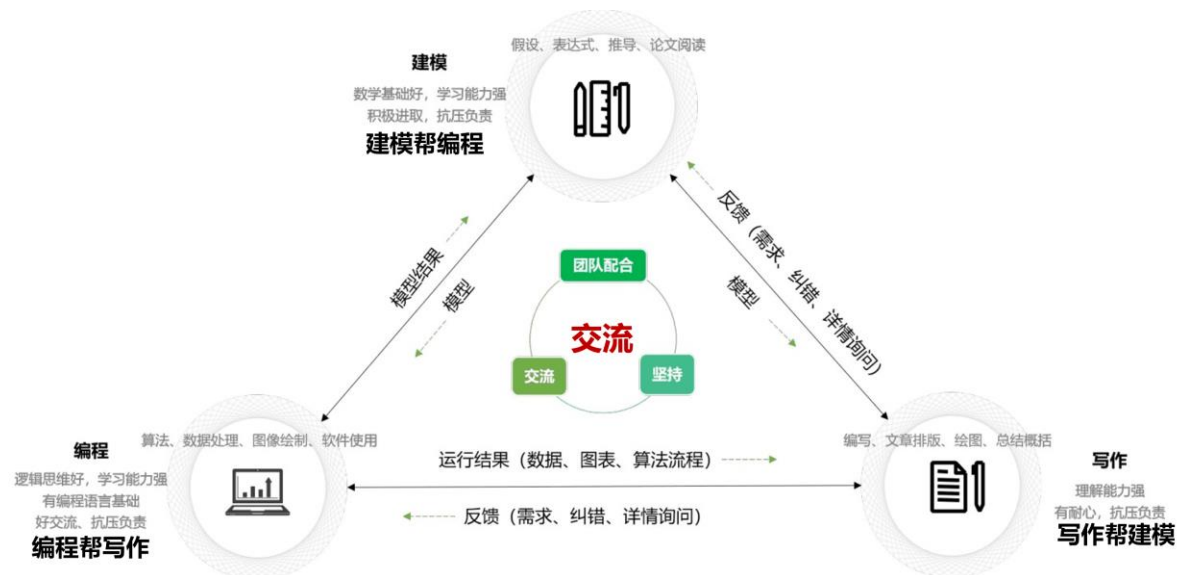 假设、表达式、推导、论文阅读
建模
数学基础好，学习能力强
积极进取，抗压负责
建模帮编程
模型结果
模型
反馈（需求、纠错、详情询问）
模型
团队配合
交流
交流
坚持
算法、数据处理、图像绘制、软件使用
编程
逻辑思维好，学习能力强
有编程语言基础
好交流、抗压负责
编程帮写作
运行结果（数据、图表、算法流程）
反馈（需求、纠错、详情询问）
编写、文章排版、绘图、总结概括
写作
理解能力强
有耐心，抗压负责
写作帮建模